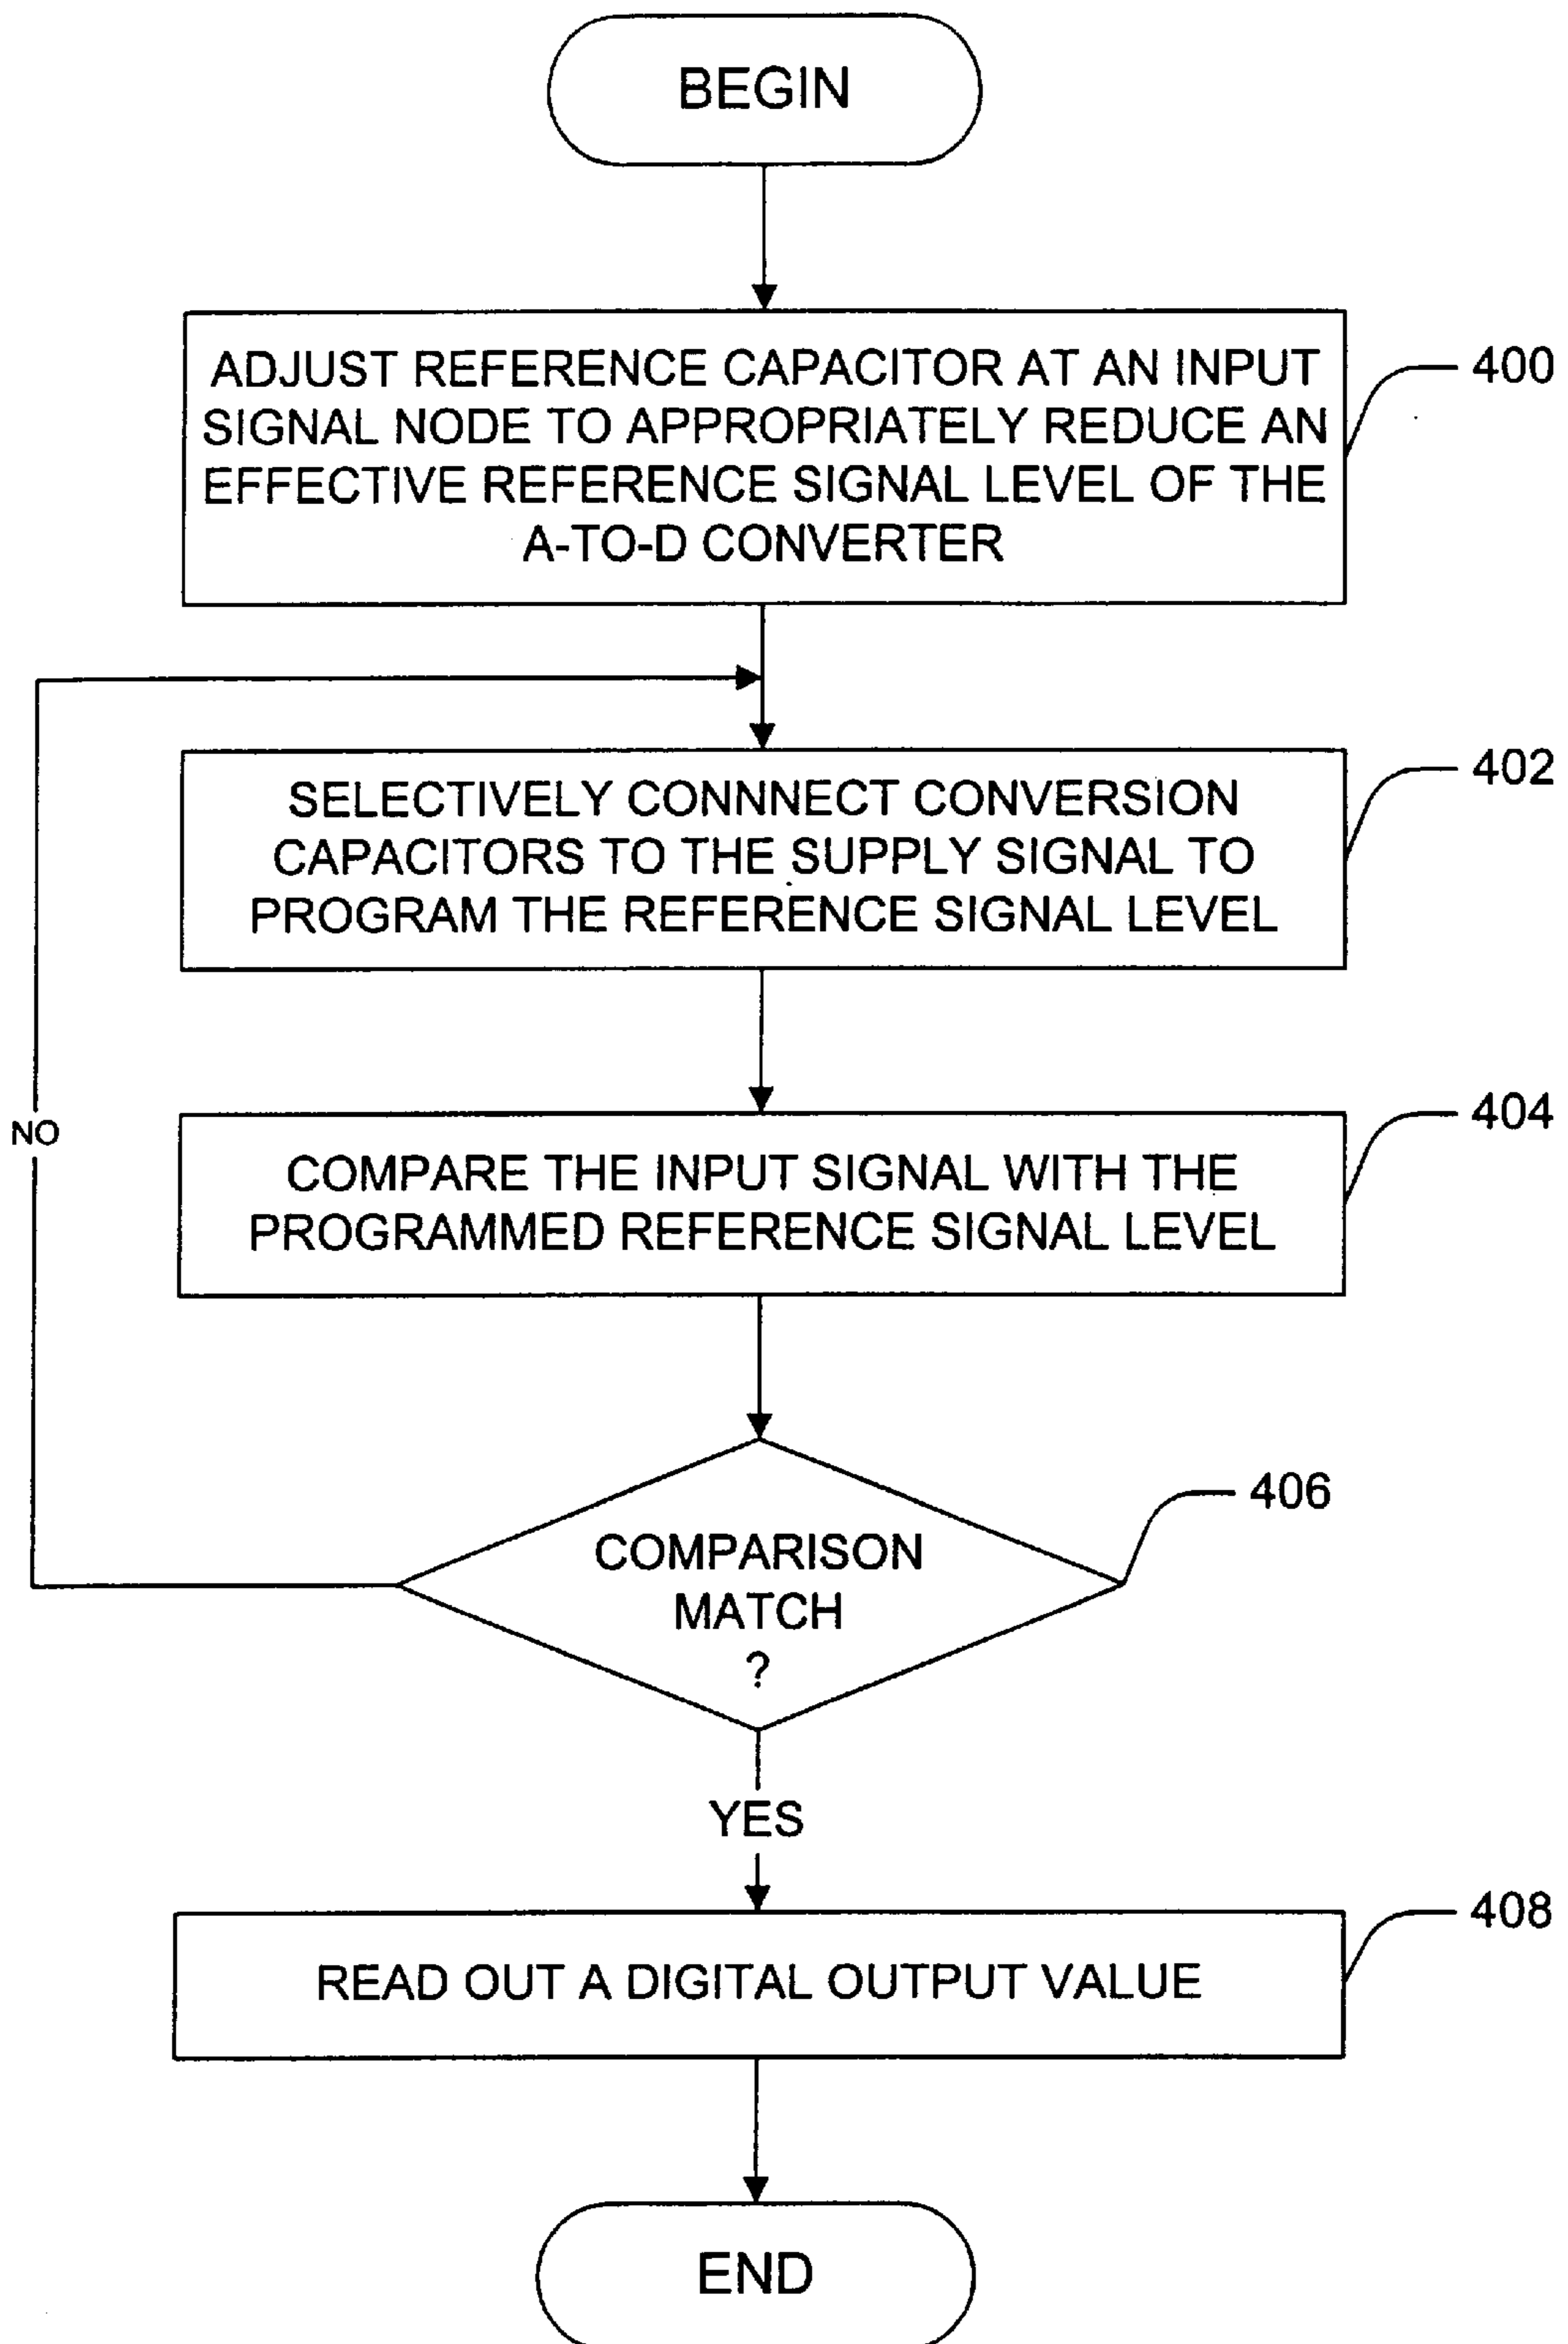 BEGIN
ADJUST REFERENCE CAPACITOR AT AN INPUT
SIGNAL NODE TO APPROPRIATELY REDUCE AN
EFFECTIVE REFERENCE SIGNAL LEVEL OF THE
A-TO-D CONVERTER
400
SELECTIVELY CONNNECT CONVERSION
CAPACITORS TO THE SUPPLY SIGNAL TO
PROGRAM THE REFERENCE SIGNAL LEVEL
402
COMPARE THE INPUT SIGNAL WITH THE
PROGRAMMED REFERENCE SIGNAL LEVEL
404
NO
COMPARISON
MATCH
?
406
YES
READ OUT A DIGITAL OUTPUT VALUE
408
END